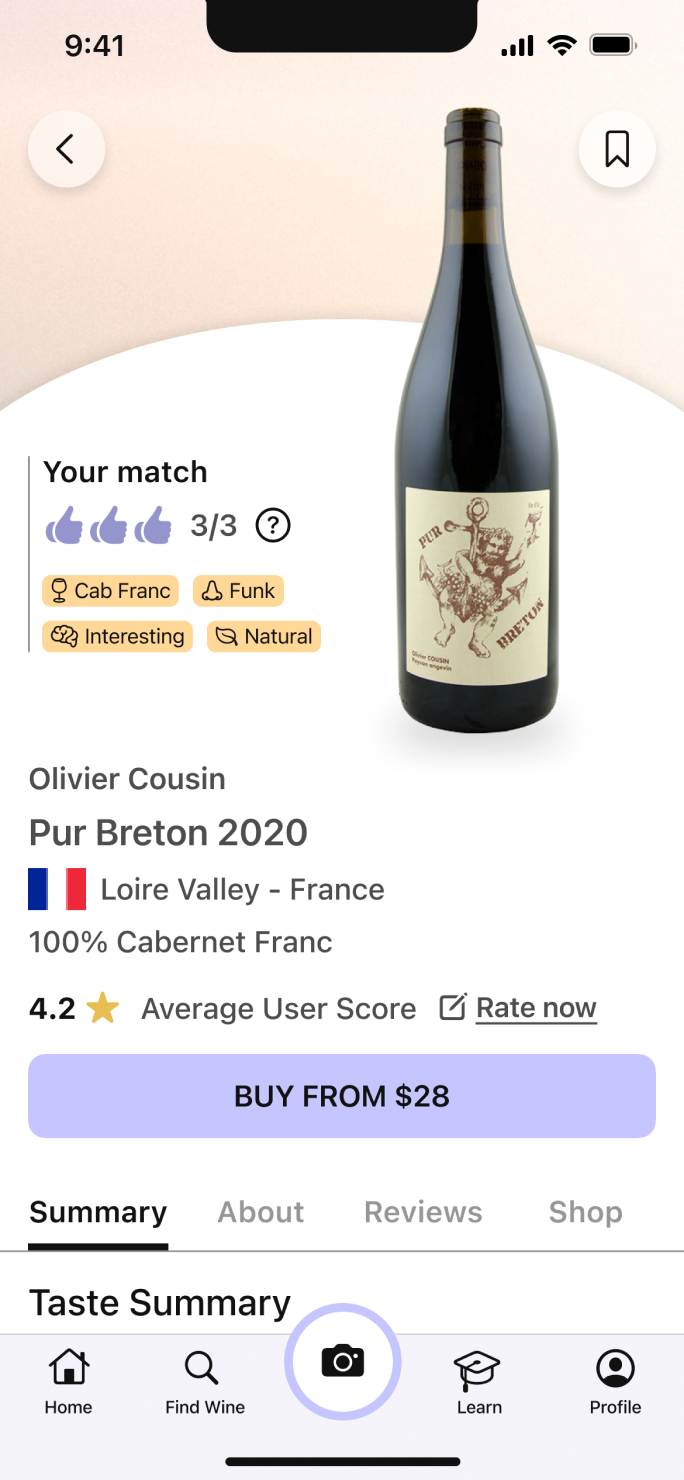 9:41
Your match
3/3 ?
Cab Franc Funk
Interesting Natural
PUR
BRETON
Olivier COUSIN
Paysan angevin
Olivier Cousin
Pur Breton 2020
Loire Valley - France
100% Cabernet Franc
4.2 Average User Score Rate now
BUY FROM $28
Summary About Reviews Shop
Taste Summary
Home Find Wine Learn Profile